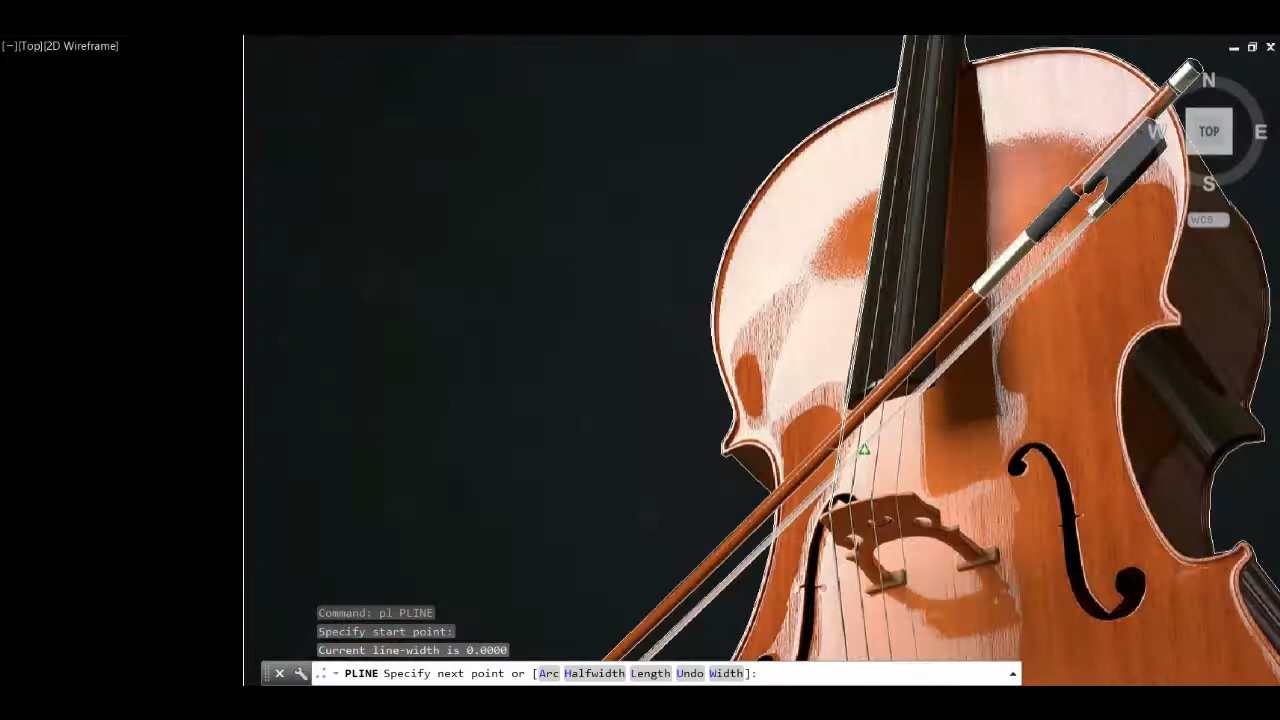 [−][Top][2D Wireframe]
N
W TOP E
S
WCS
Command: pl PLINE
Specify start point:
Current line-width is 0.0000
PLINE Specify next point or [Arc Halfwidth Length Undo Width]: